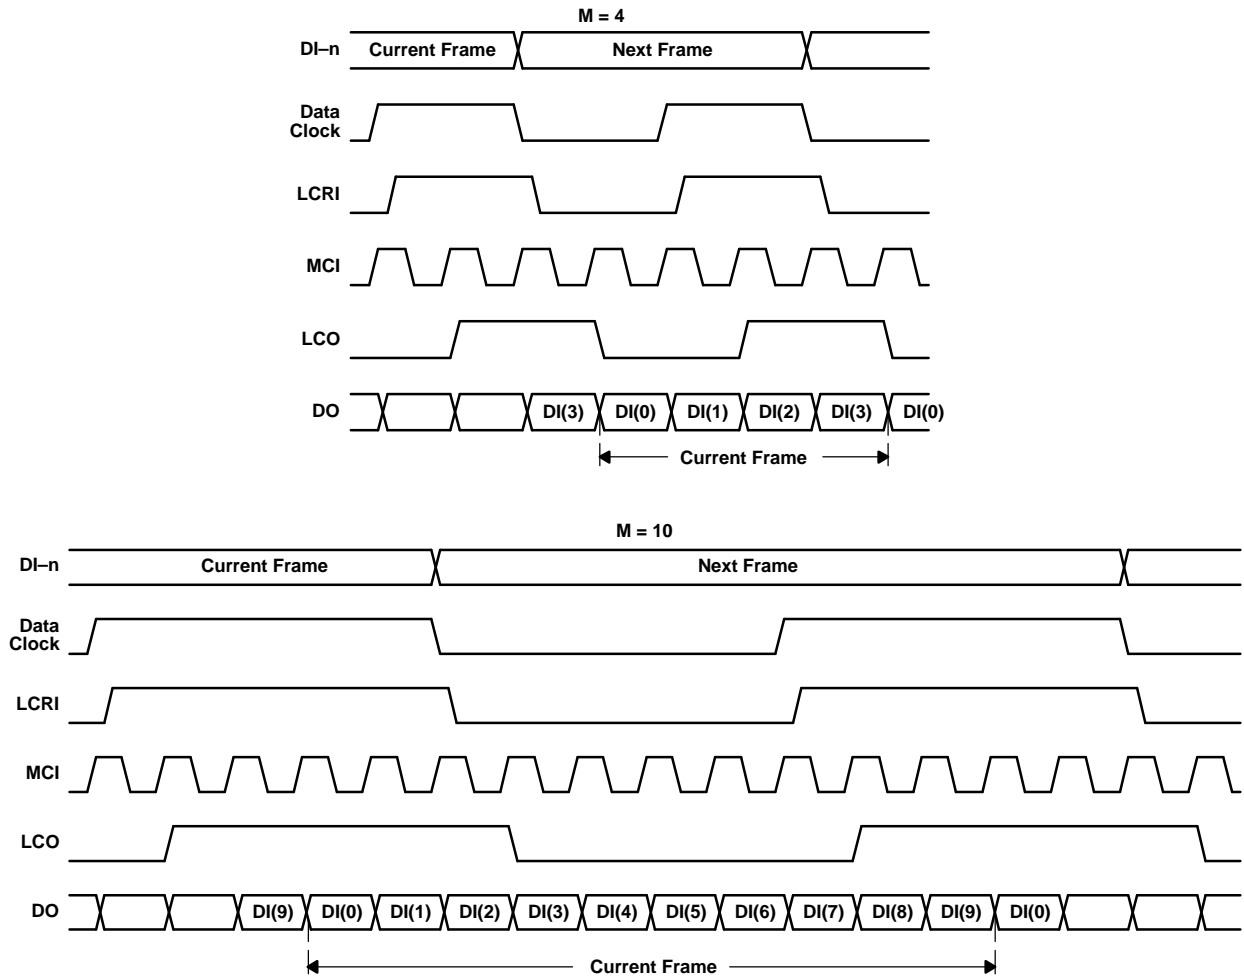 M = 4
DI–n Current Frame Next Frame
Data
Clock
LCRI
MCI
LCO
DO DI(3) DI(0) DI(1) DI(2) DI(3) DI(0)
Current Frame
M = 10
DI–n Current Frame Next Frame
Data
Clock
LCRI
MCI
LCO
DO DI(9) DI(0) DI(1) DI(2) DI(3) DI(4) DI(5) DI(6) DI(7) DI(8) DI(9) DI(0)
Current Frame